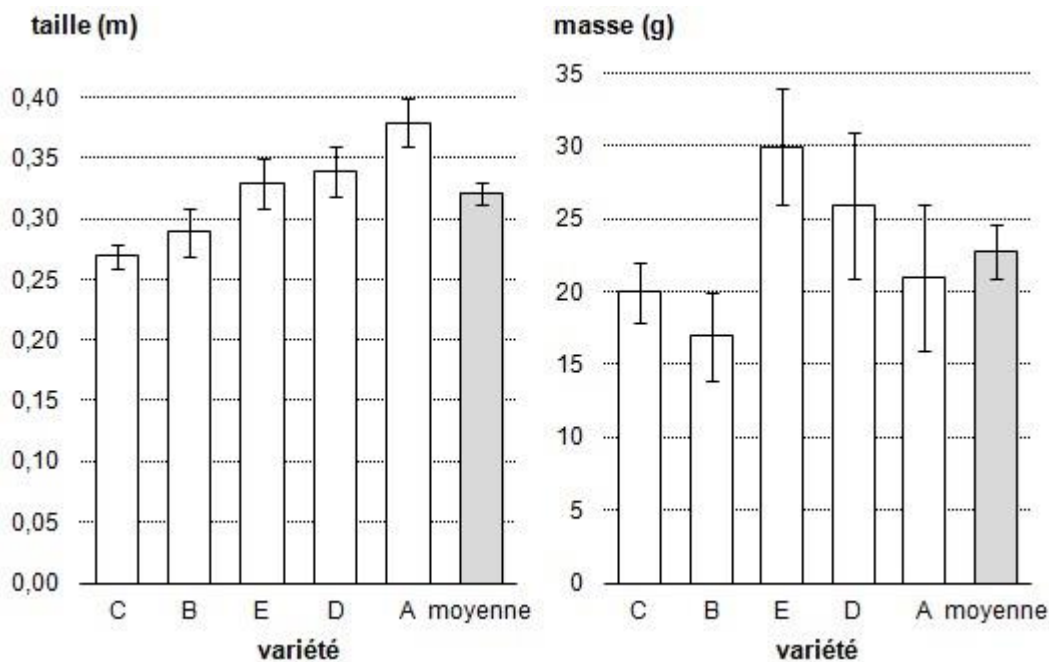 taille (m)
0,40
0,35
0,30
0,25
0,20
0,15
0,10
0,05
0,00
C B E D A moyenne
variété
masse (g)
35
30
25
20
15
10
5
0
C B E D A moyenne
variété